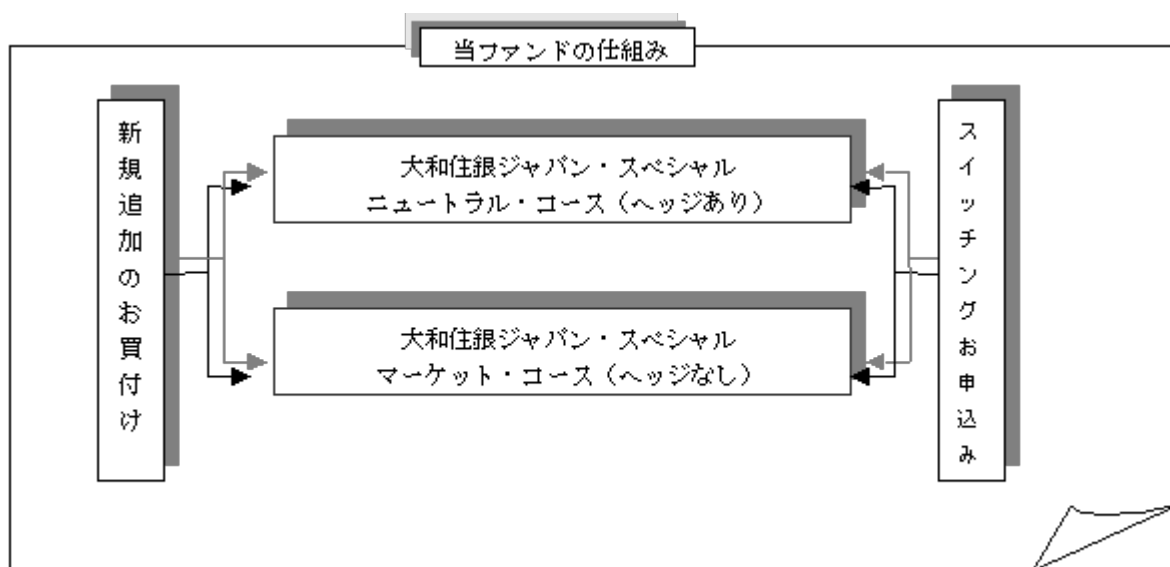 当ファンドの仕組み
新規追加のお買付け
大和住銀ジャパン・スペシャル
ニュートラル・コース（ヘッジあり）
大和住銀ジャパン・スペシャル
マーケット・コース（ヘッジなし）
スイッチングお申込み